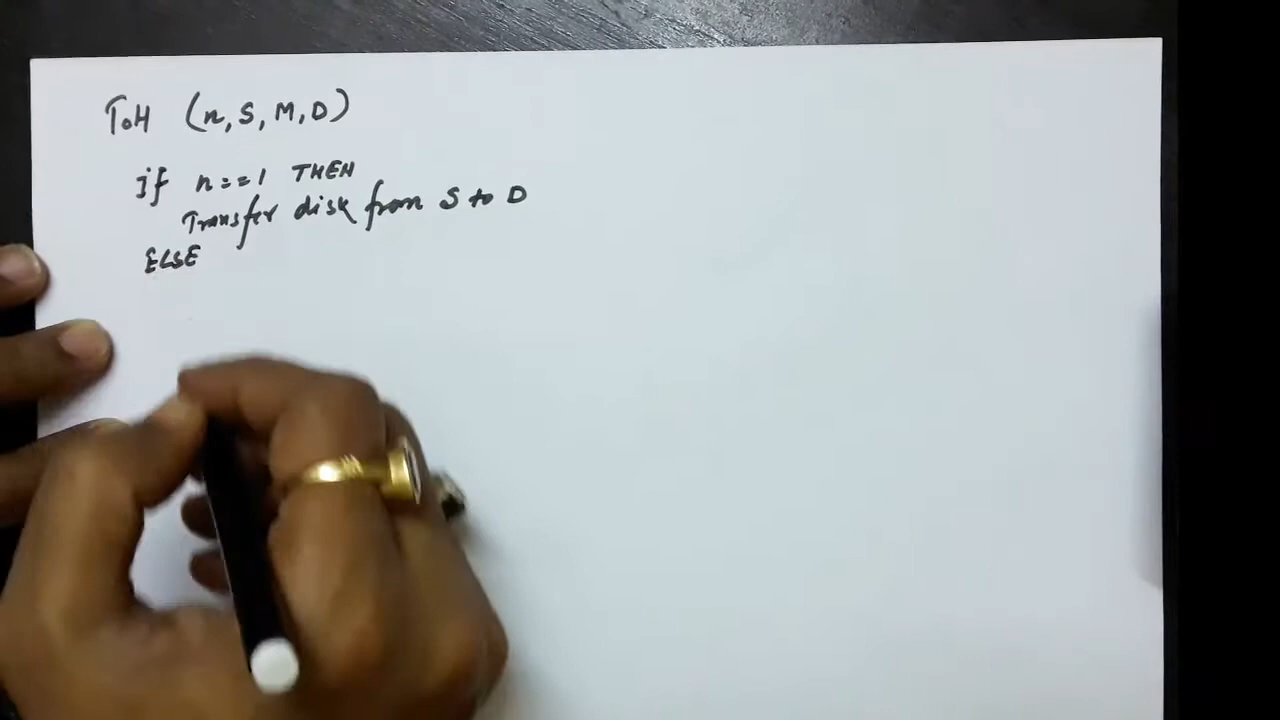 ToH (n, S, M, D)
if n==1 THEN
Transfer disk from S to D
ELSE